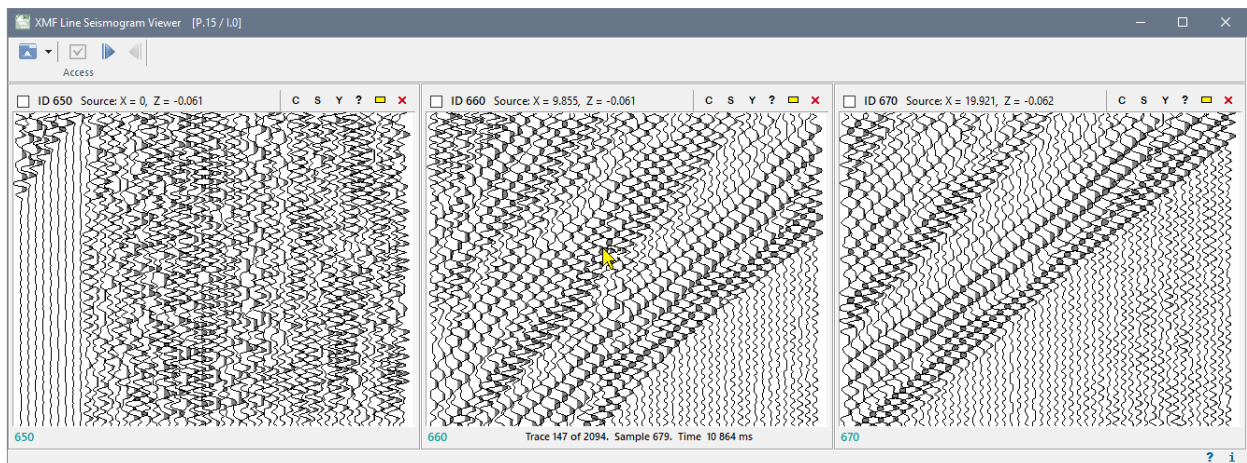 XMF Line Seismogram Viewer [P.15 / I.0]
Access
ID 650 Source: X = 0, Z = -0.061 C S Y ?
ID 660 Source: X = 9.855, Z = -0.061 C S Y ?
ID 670 Source: X = 19.921, Z = -0.062 C S Y ?
650
660 Trace 147 of 2094. Sample 679. Time 10 864 ms
670
? i